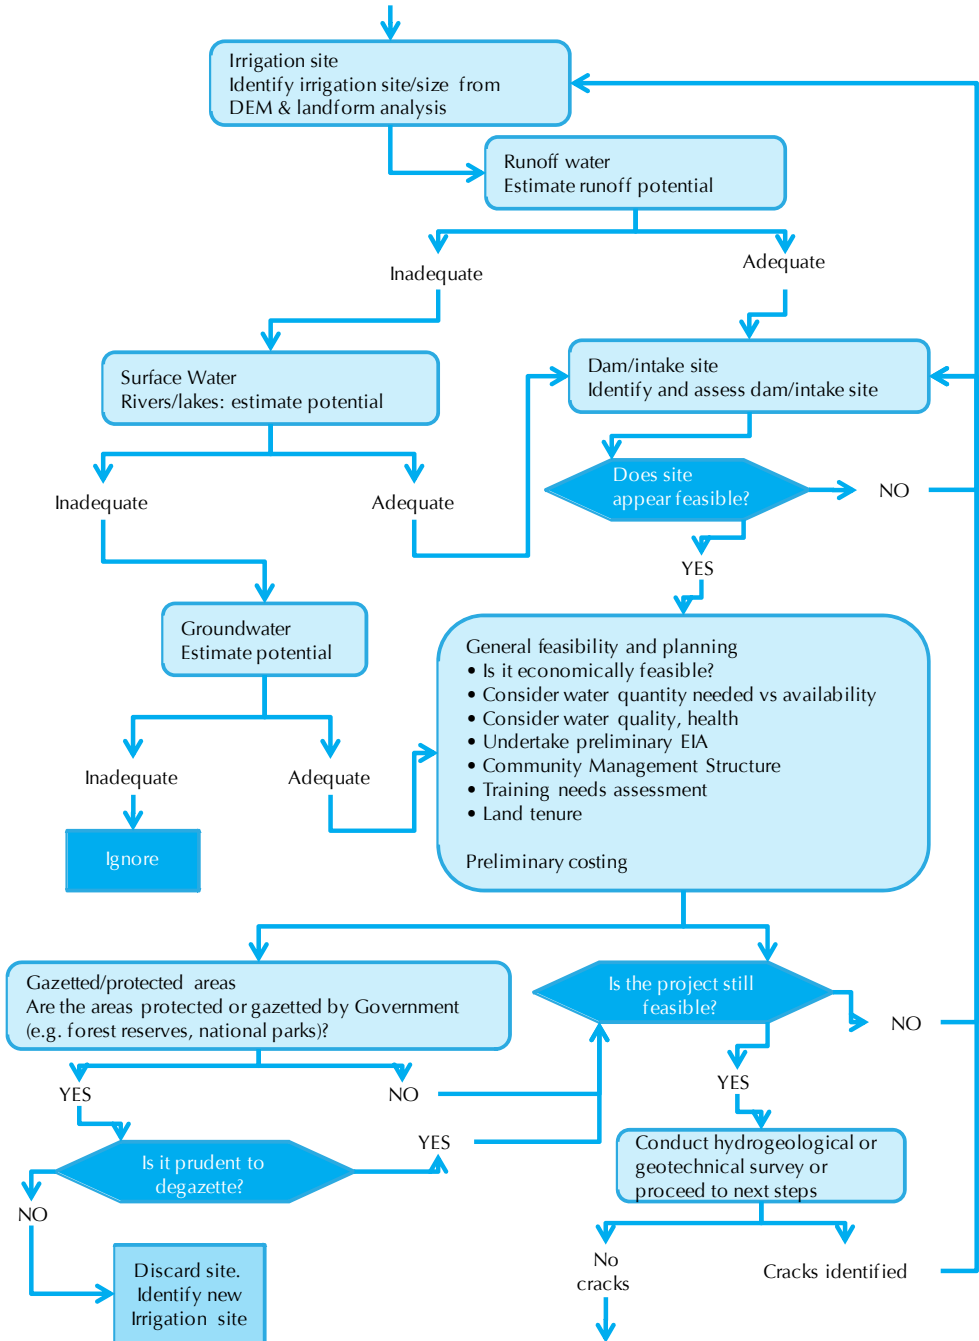 Irrigation site
Identify irrigation site/size from
DEM & landform analysis
Runoff water
Estimate runoff potential
Inadequate
Adequate
Surface Water
Rivers/lakes: estimate potential
Dam/intake site
Identify and assess dam/intake site
Does site
appear feasible?
NO
Inadequate
Adequate
YES
Groundwater
Estimate potential
General feasibility and planning
• Is it economically feasible?
• Consider water quantity needed vs availability
• Consider water quality, health
• Undertake preliminary EIA
• Community Management Structure
• Training needs assessment
• Land tenure
Preliminary costing
Inadequate
Adequate
Ignore
Gazetted/protected areas
Are the areas protected or gazetted by Government
(e.g. forest reserves, national parks)?
Is the project still
feasible?
NO
YES
NO
YES
Is it prudent to
degazette?
YES
NO
Conduct hydrogeological or
geotechnical survey or
proceed to next steps
Discard site.
Identify new
Irrigation site
No
cracks
Cracks identified